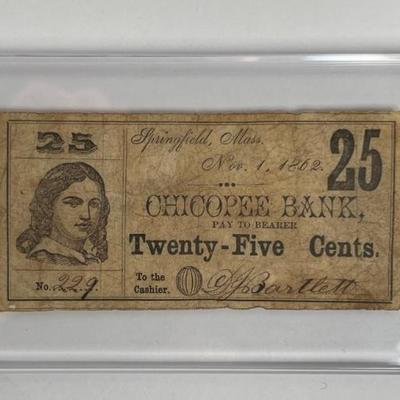 25
Springfield, Mass.
Nov. 1, 1862.
25
CHICOPEE BANK,
PAY TO BEARER
Twenty-Five Cents.
No. 229.
To the
Cashier.
D J Bartlett